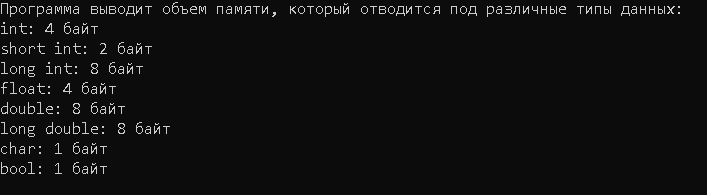 Программа выводит объем памяти, который отводится под различные типы данных:
int: 4 байт
short int: 2 байт
long int: 8 байт
float: 4 байт
double: 8 байт
long double: 8 байт
char: 1 байт
bool: 1 байт